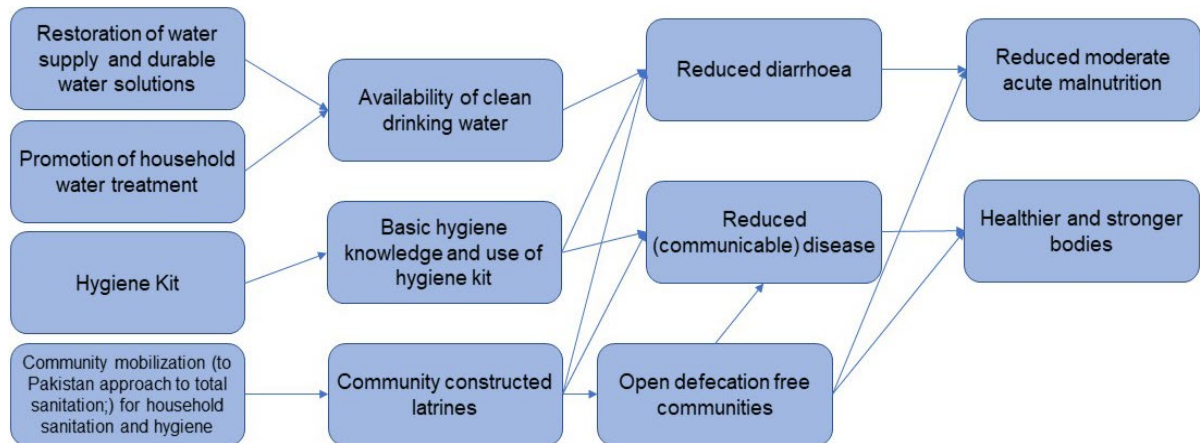 Restoration of water
supply and durable
water solutions
Promotion of household
water treatment
Hygiene Kit
Community mobilization (to
Pakistan approach to total
sanitation;) for household
sanitation and hygiene
Availability of clean
drinking water
Basic hygiene
knowledge and use of
hygiene kit
Community constructed
latrines
Reduced diarrhoea
Reduced
(communicable) disease
Open defecation free
communities
Reduced moderate
acute malnutrition
Healthier and stronger
bodies